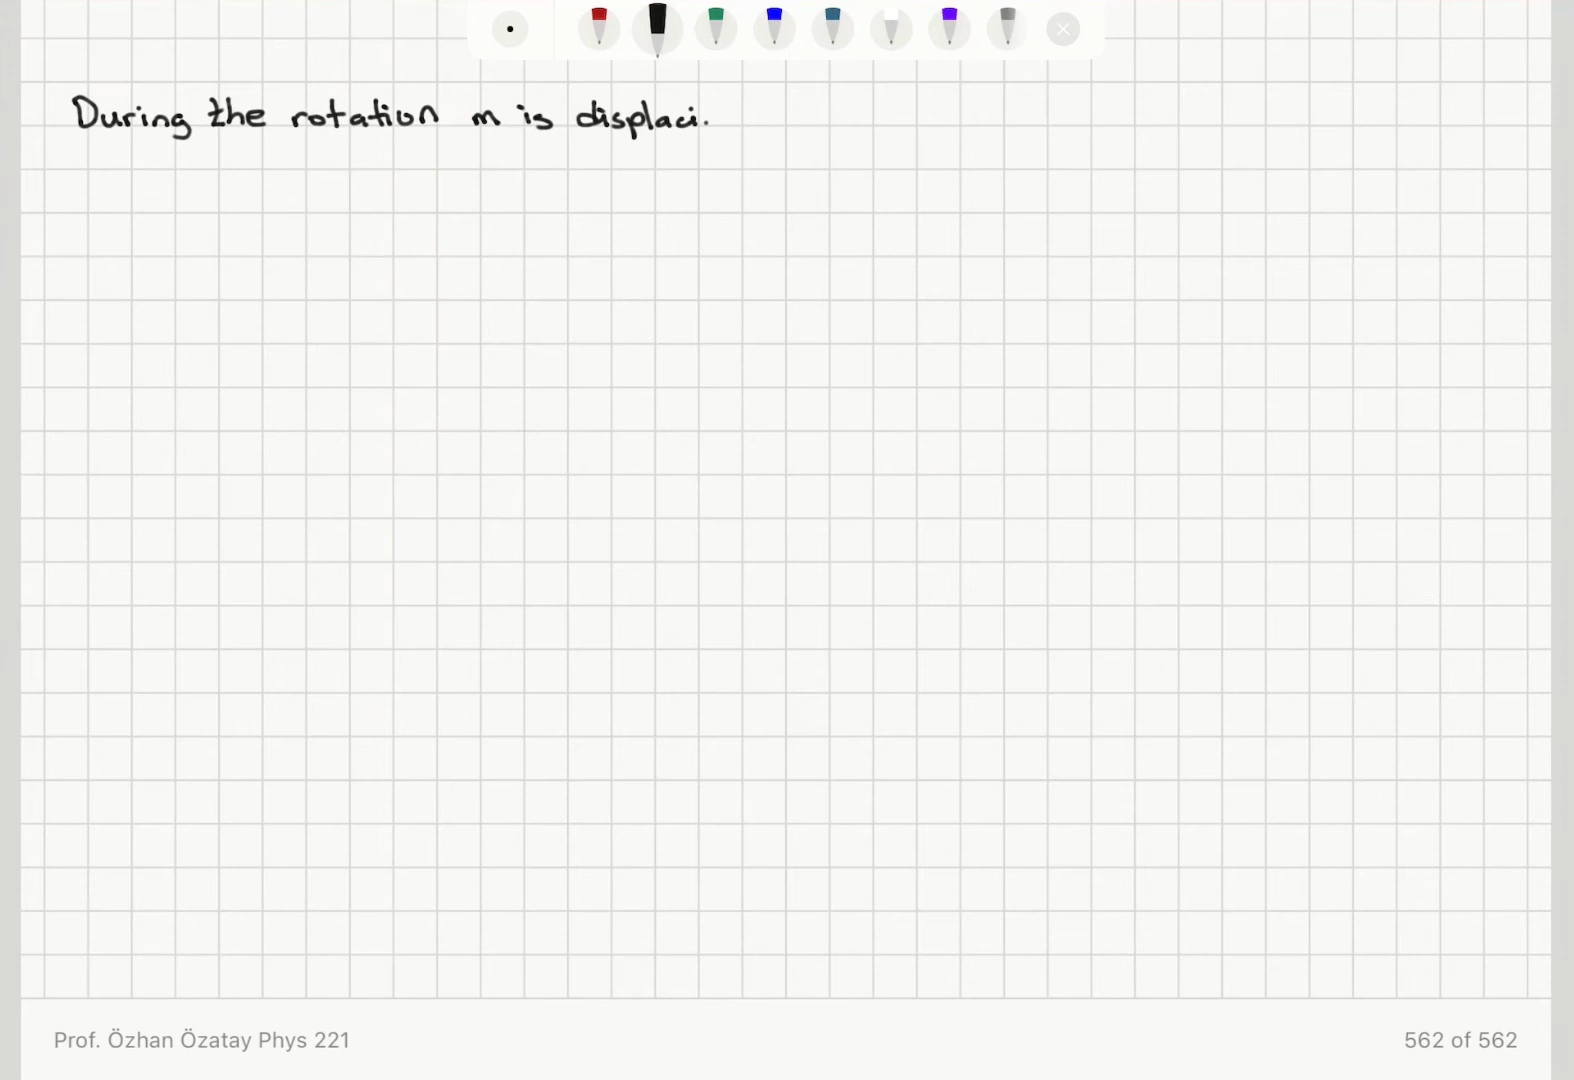 During the rotation m is displaci.
Prof. Özhan Özatay Phys 221
562 of 562